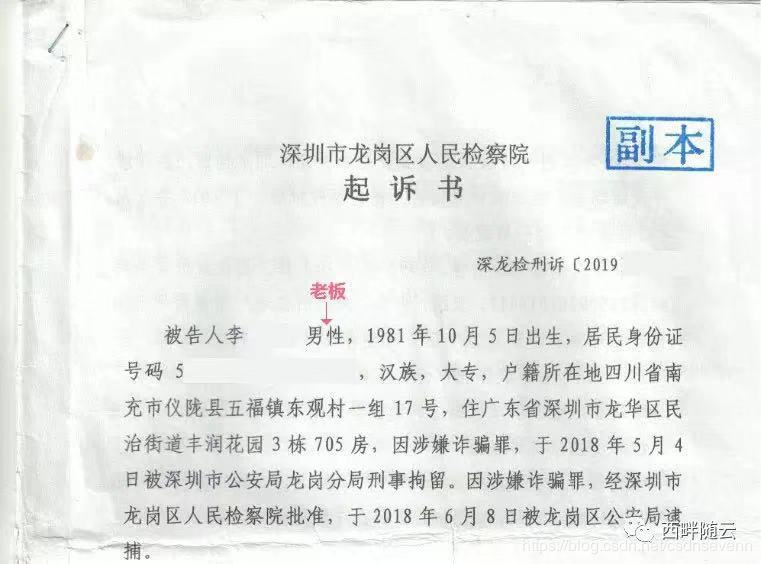 副本
深圳市龙岗区人民检察院
起诉书
深龙检刑诉〔2019
老板
被告人李 男性，1981年10月5日出生，居民身份证
号码 5 ，汉族，大专，户籍所在地四川省南
充市仪陇县五福镇东观村一组17号，住广东省深圳市龙华区民
治街道丰润花园3栋705房，因涉嫌诈骗罪，于2018年5月4
日被深圳市公安局龙岗分局刑事拘留。因涉嫌诈骗罪，经深圳市
龙岗区人民检察院批准，于2018年6月8日被龙岗区公安局逮
捕。
西畔随云
https://blog.csdn.net/csdnsevenn